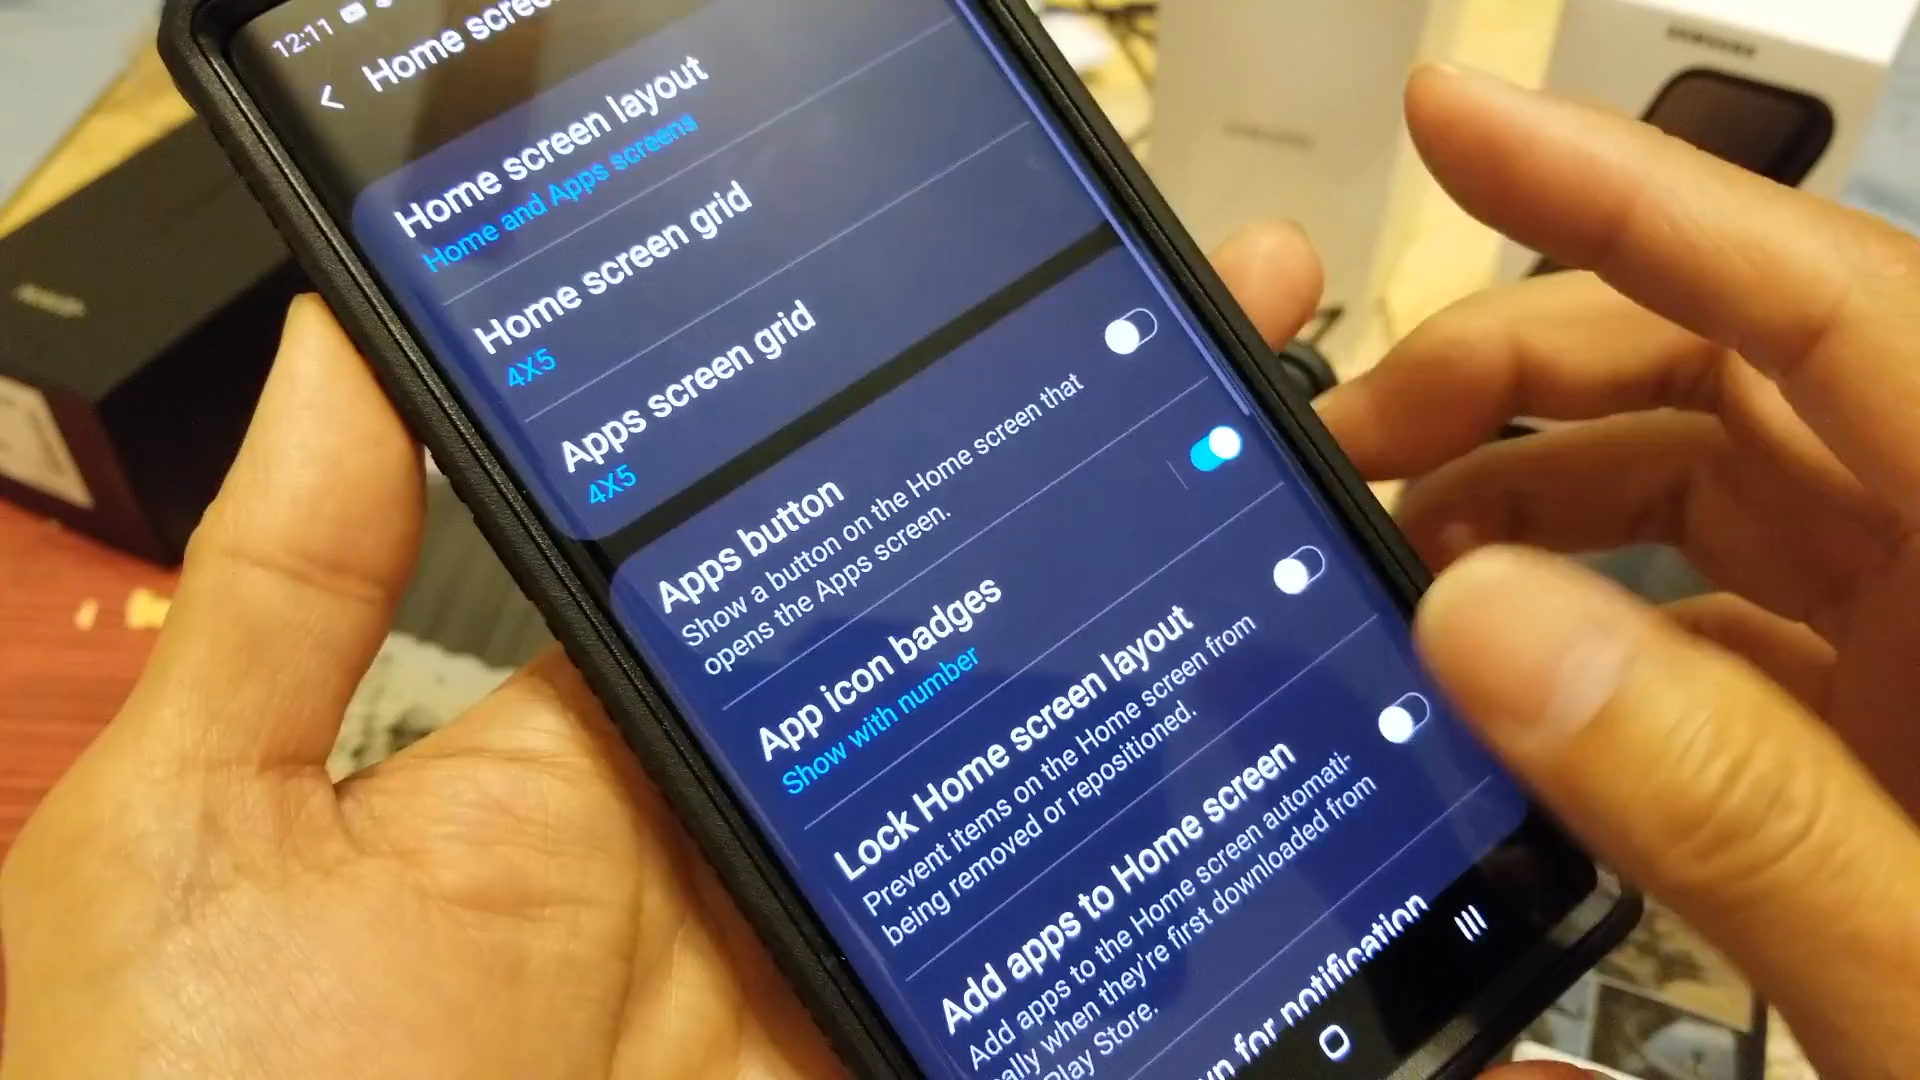 12:11
Home scree
Home screen layout
Home and Apps screens
Home screen grid
4X5
Apps screen grid
4X5
Apps button
Show a button on the Home screen that
opens the Apps screen.
App icon badges
Show with number
Lock Home screen layout
Prevent items on the Home screen from
being removed or repositioned.
Add apps to Home screen
Add apps to the Home screen automati-
ally when they're first downloaded from
Play Store.
wn for notification
SAMSUNG